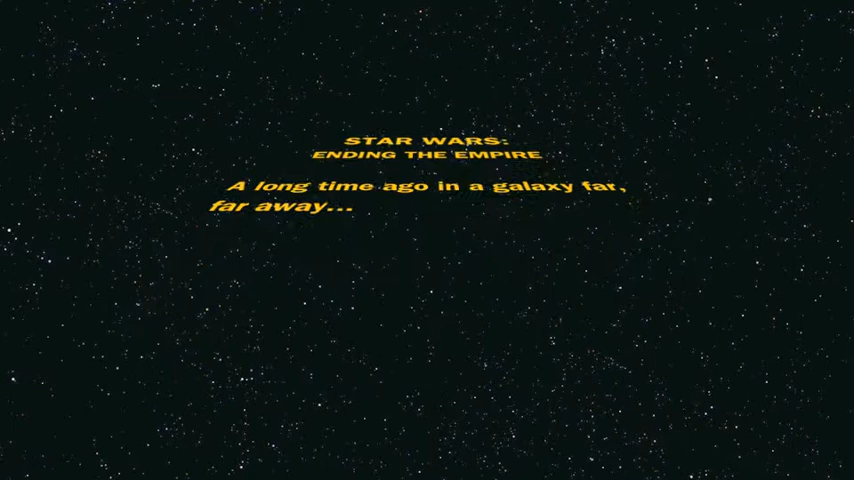 STAR WARS:
ENDING THE EMPIRE
A long time ago in a galaxy far,
far away...